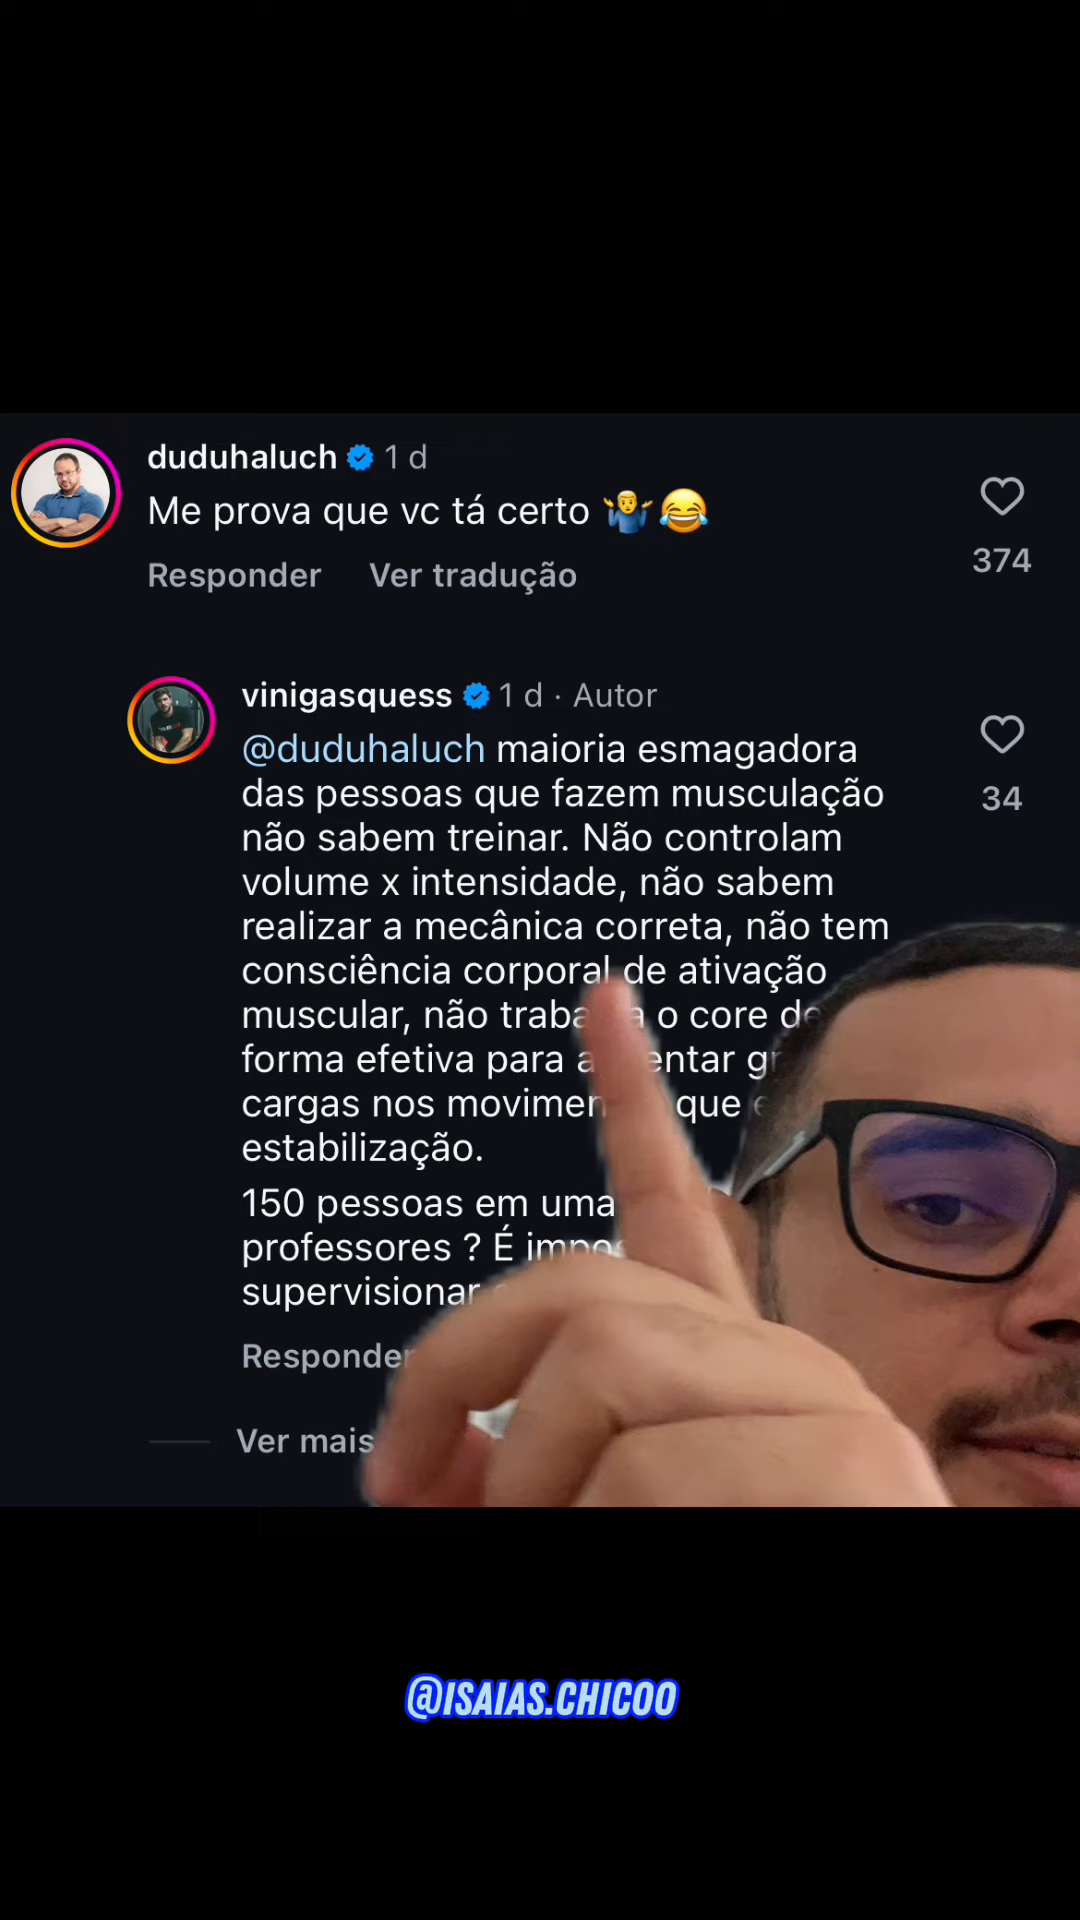 duduhaluch 1 d
Me prova que vc tá certo 🤷‍♂️😂
374
Responder Ver tradução
vinigasquess 1 d · Autor
@duduhaluch maioria esmagadora
das pessoas que fazem musculação
34
não sabem treinar. Não controlam
volume x intensidade, não sabem
realizar a mecânica correta, não tem
consciência corporal de ativação
muscular, não o core
forma efetiva para
cargas nos que
estabilização.
150 pessoas em uma
professores ? É
supervisionar
Responder
Ver mais
@ISAIAS.CHICOO